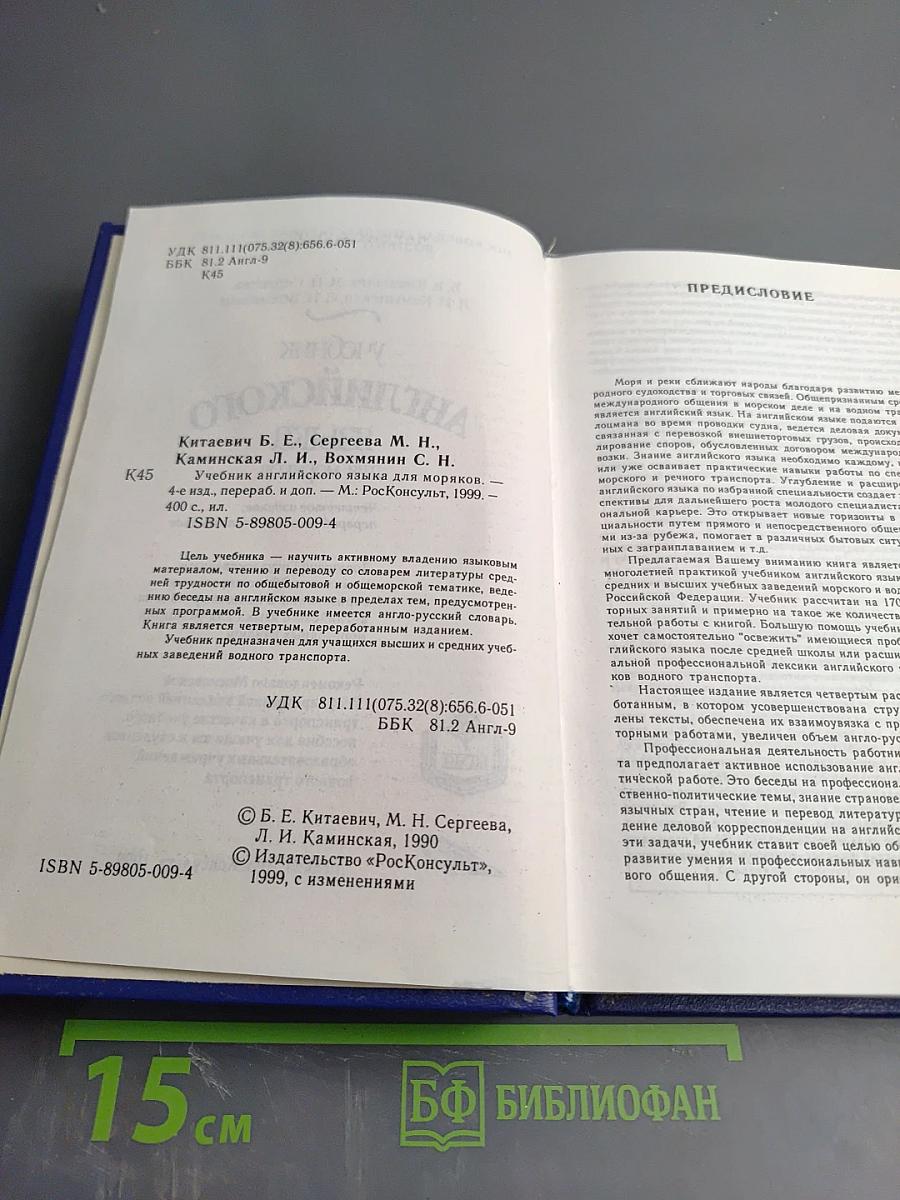 УДК 811.111(075.32(8):656.6-051
ББК 81.2 Англ-9
К45
Китаевич Б. Е., Сергеева М. Н.,
Каминская Л. И., Вохмянин С. Н.
К45 Учебник английского языка для моряков. —
4-е изд., перераб. и доп. — М.: РосКонсульт, 1999. —
400 с., ил.
ISBN 5-89805-009-4
Цель учебника — научить активному владению языковым
материалом, чтению и переводу со словарем литературы сред-
ней трудности по общебытовой и общеморской тематике, веде-
нию беседы на английском языке в пределах тем, предусмотрен-
ных программой. В учебнике имеется англо-русский словарь.
Книга является четвертым, переработанным изданием.
Учебник предназначен для учащихся высших и средних учеб-
ных заведений водного транспорта.
УДК 811.111(075.32(8):656.6-051
ББК 81.2 Англ-9
© Б. Е. Китаевич, М. Н. Сергеева,
Л. И. Каминская, 1990
© Издательство «РосКонсульт»,
1999, с изменениями
ISBN 5-89805-009-4
ПРЕДИСЛОВИЕ
Моря и реки сближают народы благодаря развитию ме
родного судоходства и торговых связей. Общепризнанным ср
международного общения в морском деле и на водном тра
является английский язык. На английском языке подаются
лоцмана во время проводки судна, ведется деловая доку
связанная с перевозкой внешнеторговых грузов, происход
лирование споров, обусловленных договором международ
возки. Знание английского языка необходимо каждому,
или уже осваивает практические навыки работы по спе
морского и речного транспорта. Углубление и расшир
английского языка по избранной специальности создает
спективы для дальнейшего роста молодого специалист
ональной карьере. Это открывает новые горизонты в
циальности путем прямого и непосредственного обще
ми из-за рубежа, помогает в различных бытовых ситу
ных с загранплаванием и т.д.
Предлагаемая Вашему вниманию книга являет
многолетней практикой учебником английского язык
средних и высших учебных заведений морского и вод
Российской Федерации. Учебник рассчитан на 170
торных занятий и примерно на такое же количеств
тельной работы с книгой. Большую помощь учебни
хочет самостоятельно "освежить" имеющиеся проб
глийского языка после средней школы или расши
альной профессиональной лексики английского
ков водного транспорта.
Настоящее издание является четвертым рас
ботанным, в котором усовершенствована стру
лены тексты, обеспечена их взаимоувязка с пр
торными работами, увеличен объем англо-рус
Профессиональная деятельность работни
та предполагает активное использование англ
тической работе. Это беседы на профессиона
ственно-политические темы, знание страноведе
язычных стран, чтение и перевод литератур
дение деловой корреспонденции на английск
эти задачи, учебник ставит своей целью об
развитие умения и профессиональных нав
вого общения. С другой стороны, он ори
15 см
БФ БИБЛИОФАН